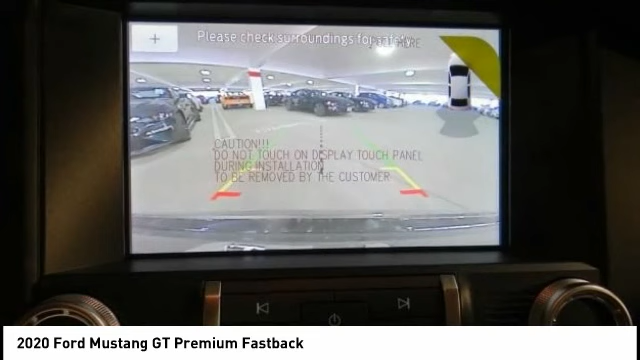 +
Please check surroundings for safety.
MORE
CAUTION!!!
DO NOT TOUCH ON DISPLAY TOUCH PANEL
DURING INSTALLATION
TO BE REMOVED BY THE CUSTOMER
2020 Ford Mustang GT Premium Fastback